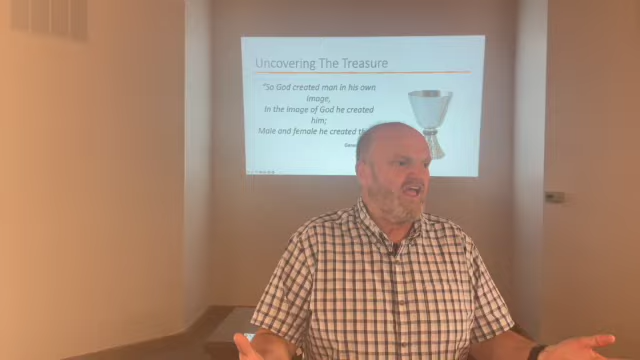 Uncovering The Treasure
"So God created man in his own
image,
In the image of God he created
him;
Male and female he created